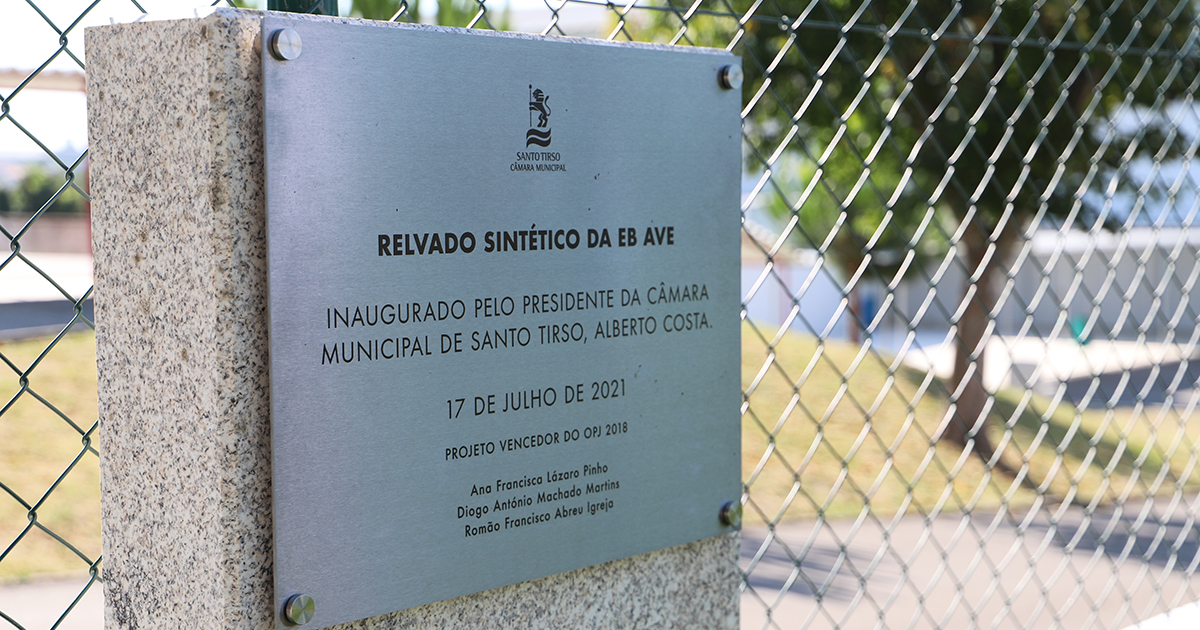 SANTO TIRSO
CÂMARA MUNICIPAL
RELVADO SINTÉTICO DA EB AVE
INAUGURADO PELO PRESIDENTE DA CÂMARA
MUNICIPAL DE SANTO TIRSO, ALBERTO COSTA.
17 DE JULHO DE 2021
PROJETO VENCEDOR DO OPJ 2018
Ana Francisca Lázaro Pinho
Diogo António Machado Martins
Romão Francisco Abreu Igreja